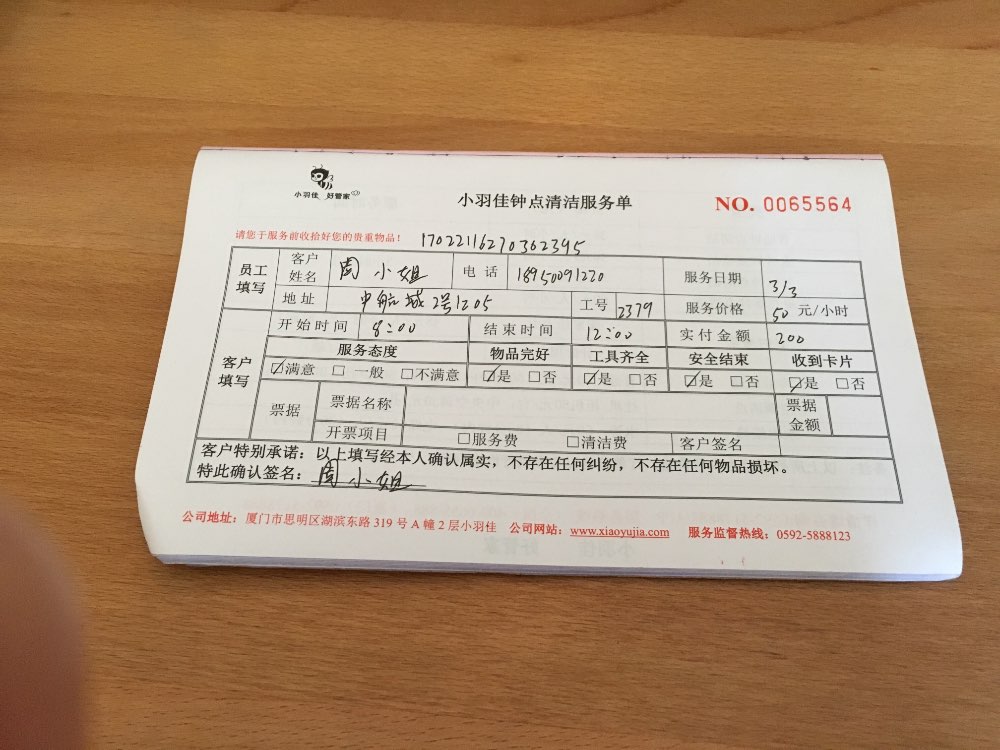 小羽佳 好管家
小羽佳钟点清洁服务单
NO. 0065564
请您于服务前收拾好您的贵重物品！ 17022116270302395
员工填写 客户姓名 周小姐 电话 18950091220 服务日期 3/3
地址 中航城2号1205 工号 2379 服务价格 50 元/小时
客户填写 开始时间 8:00 结束时间 12:00 实付金额 200
服务态度 物品完好 工具齐全 安全结束 收到卡片
☑满意 □一般 □不满意 ☑是 □否 ☑是 □否 ☑是 □否 ☑是 □否
票据 票据名称 票据金额
开票项目 □服务费 □清洁费 客户签名
客户特别承诺：以上填写经本人确认属实，不存在任何纠纷，不存在任何物品损坏。
特此确认签名：周小姐
公司地址：厦门市思明区湖滨东路 319 号 A 幢 2 层小羽佳 公司网站：www.xiaoyujia.com 服务监督热线：0592-5888123